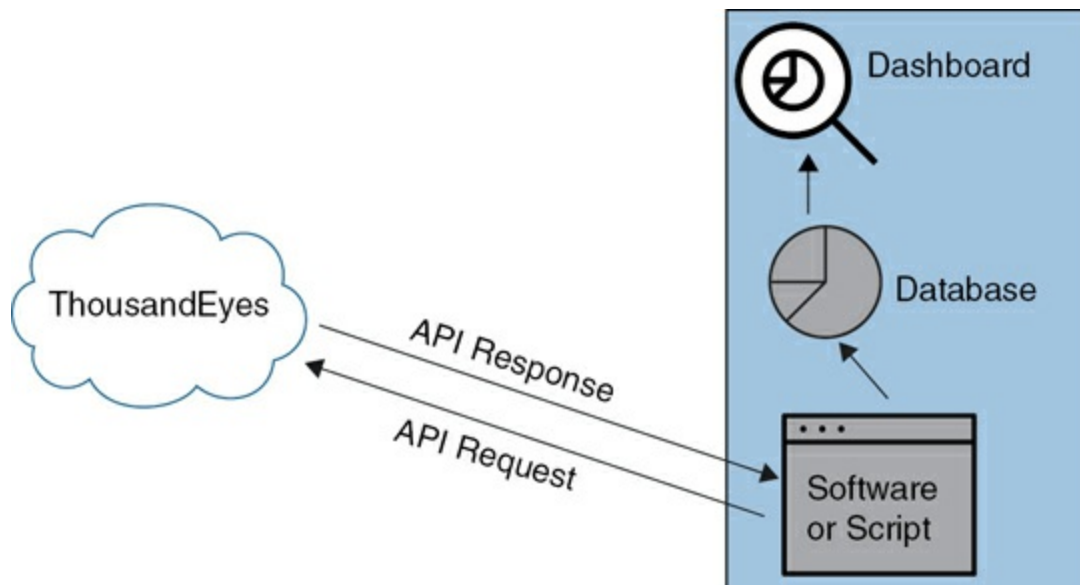 Dashboard
ThousandEyes
Database
API Response
API Request
Software
or Script